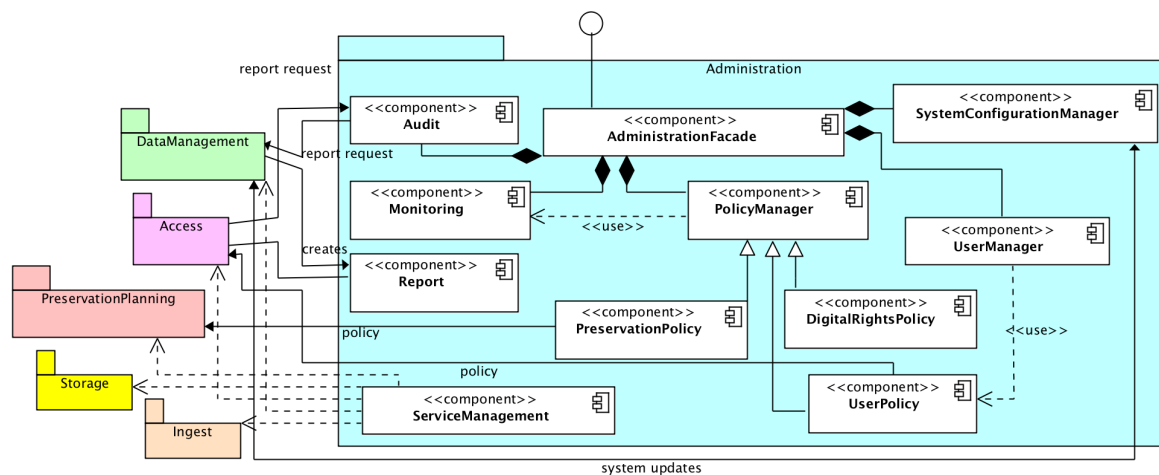 report request
Administration
<<component>>
Audit
<<component>>
AdministrationFacade
<<component>>
SystemConfigurationManager
DataManagement
report request
<<component>>
Monitoring
<<component>>
PolicyManager
<<use>>
Access
<<component>>
UserManager
creates
<<component>>
Report
PreservationPlanning
<<component>>
PreservationPolicy
<<component>>
DigitalRightsPolicy
<<use>>
policy
policy
Storage
<<component>>
ServiceManagement
<<component>>
UserPolicy
Ingest
system updates